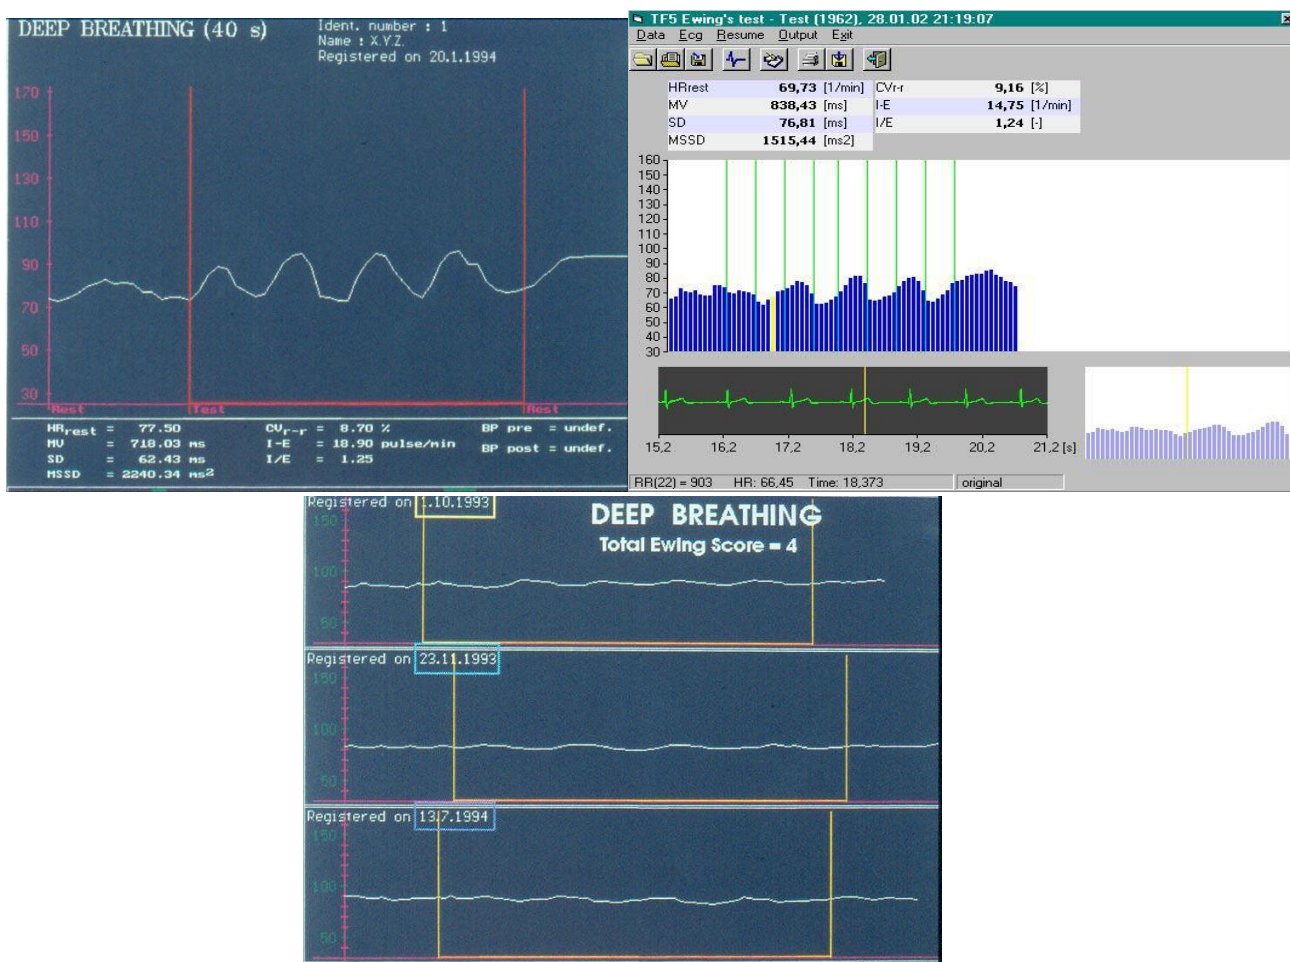 DEEP BREATHING (40 s)
Ident. number : 1
Name : X.Y.Z.
Registered on 20.1.1994
170
150
130
110
90
70
50
30
Rest
Test
Rest
HRrest = 77.50
MV = 718.03 ms
SD = 62.43 ms
MSSD = 2240.34 ms2
CVr-r = 8.70 %
I-E = 18.90 pulse/min
I/E = 1.25
BP pre = undef.
BP post = undef.
TF5 Ewing's test - Test (1962), 28.01.02 21:19:07
Data Ecg Resume Output Exit
HRrest 69,73 [1/min] CVr-r 9,16 [%]
MV 838,43 [ms] I-E 14,75 [1/min]
SD 76,81 [ms] I/E 1,24 [-]
MSSD 1515,44 [ms2]
160
150
140
130
120
110
100
90
80
70
60
50
40
30
15,2 16,2 17,2 18,2 19,2 20,2 21,2 [s]
RR(22) = 903 HR: 66,45 Time: 18,373 original
Registered on 1.10.1993
DEEP BREATHING
Total Ewing Score = 4
150
100
50
Registered on 23.11.1993
150
100
50
Registered on 13.7.1994
150
100
50